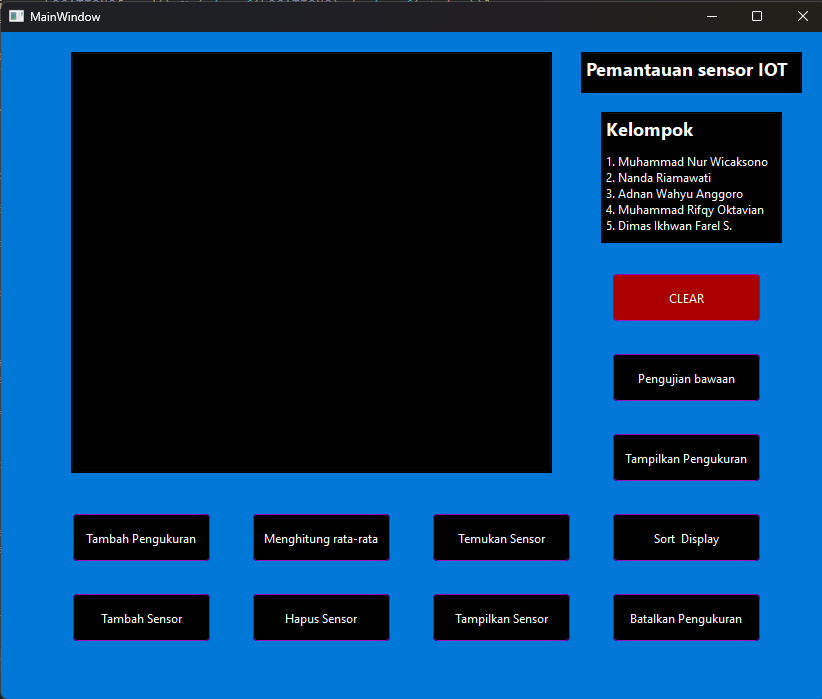 MainWindow
Pemantauan sensor IOT
Kelompok
1. Muhammad Nur Wicaksono
2. Nanda Riamawati
3. Adnan Wahyu Anggoro
4. Muhammad Rifqy Oktavian
5. Dimas Ikhwan Farel S.
CLEAR
Pengujian bawaan
Tampilkan Pengukuran
Tambah Pengukuran
Menghitung rata-rata
Temukan Sensor
Sort  Display
Tambah Sensor
Hapus Sensor
Tampilkan Sensor
Batalkan Pengukuran